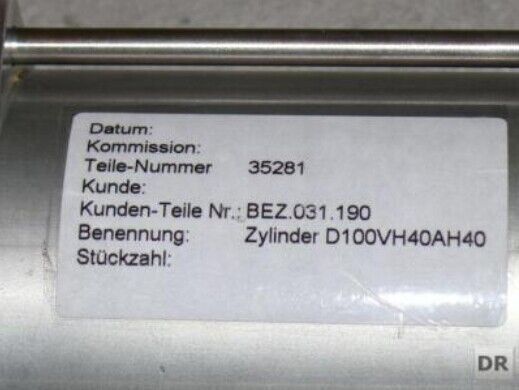 Datum:
Kommission:
Teile-Nummer 35281
Kunde:
Kunden-Teile Nr.: BEZ.031.190
Benennung: Zylinder D100VH40AH40
Stückzahl:
DR